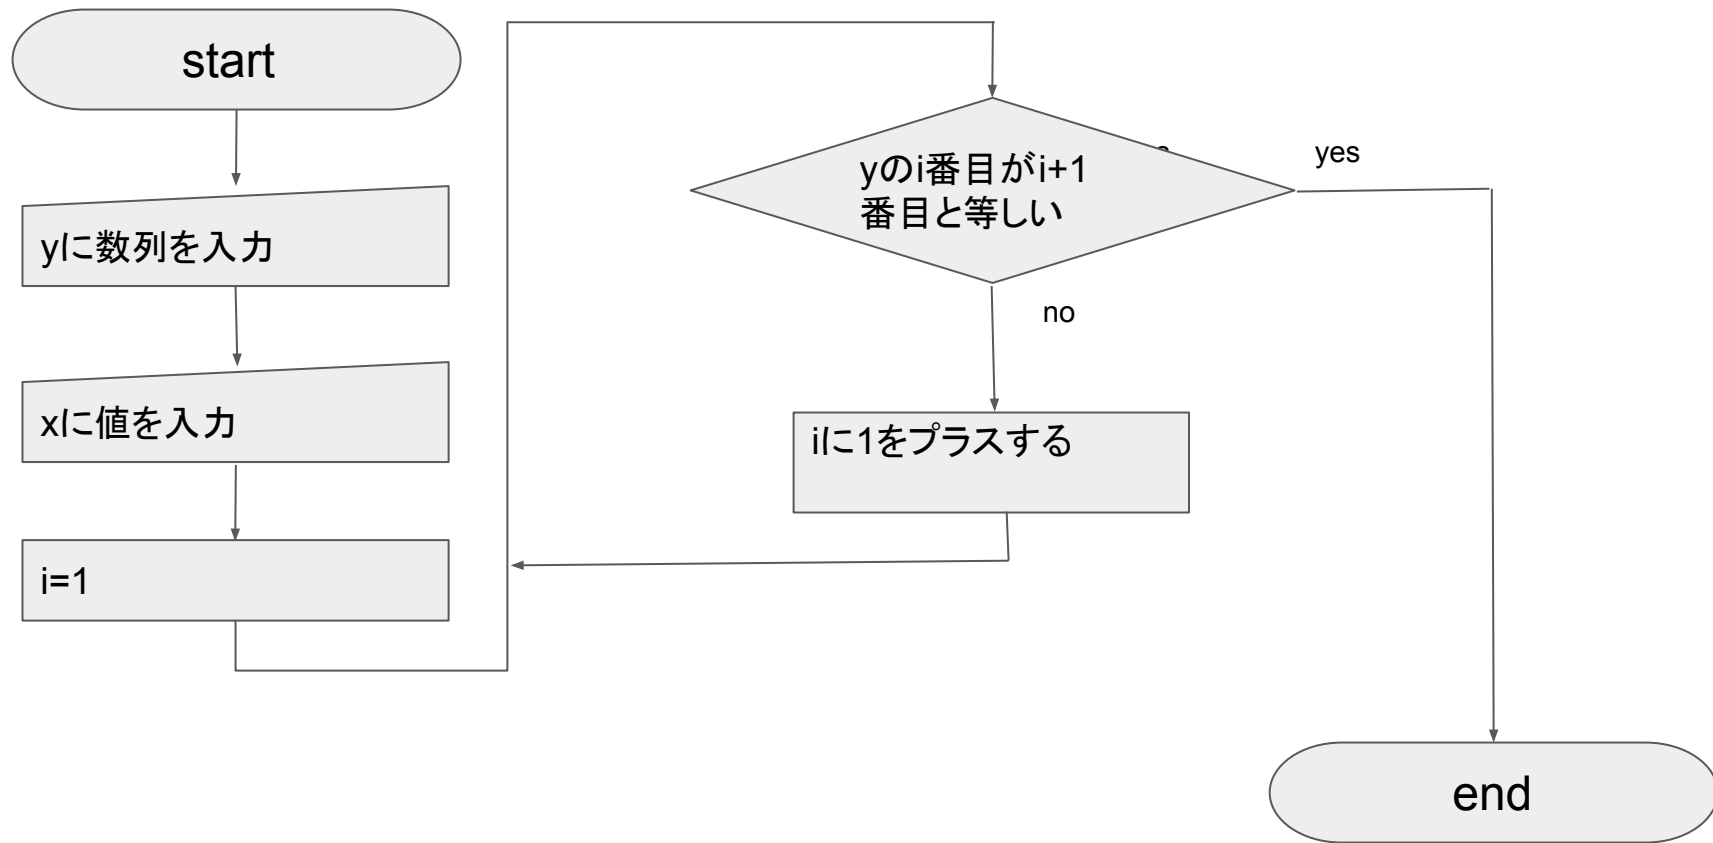 start
yに数列を入力
xに値を入力
i=1
yのi番目がi+1
番目と等しい
yes
no
iに1をプラスする
end